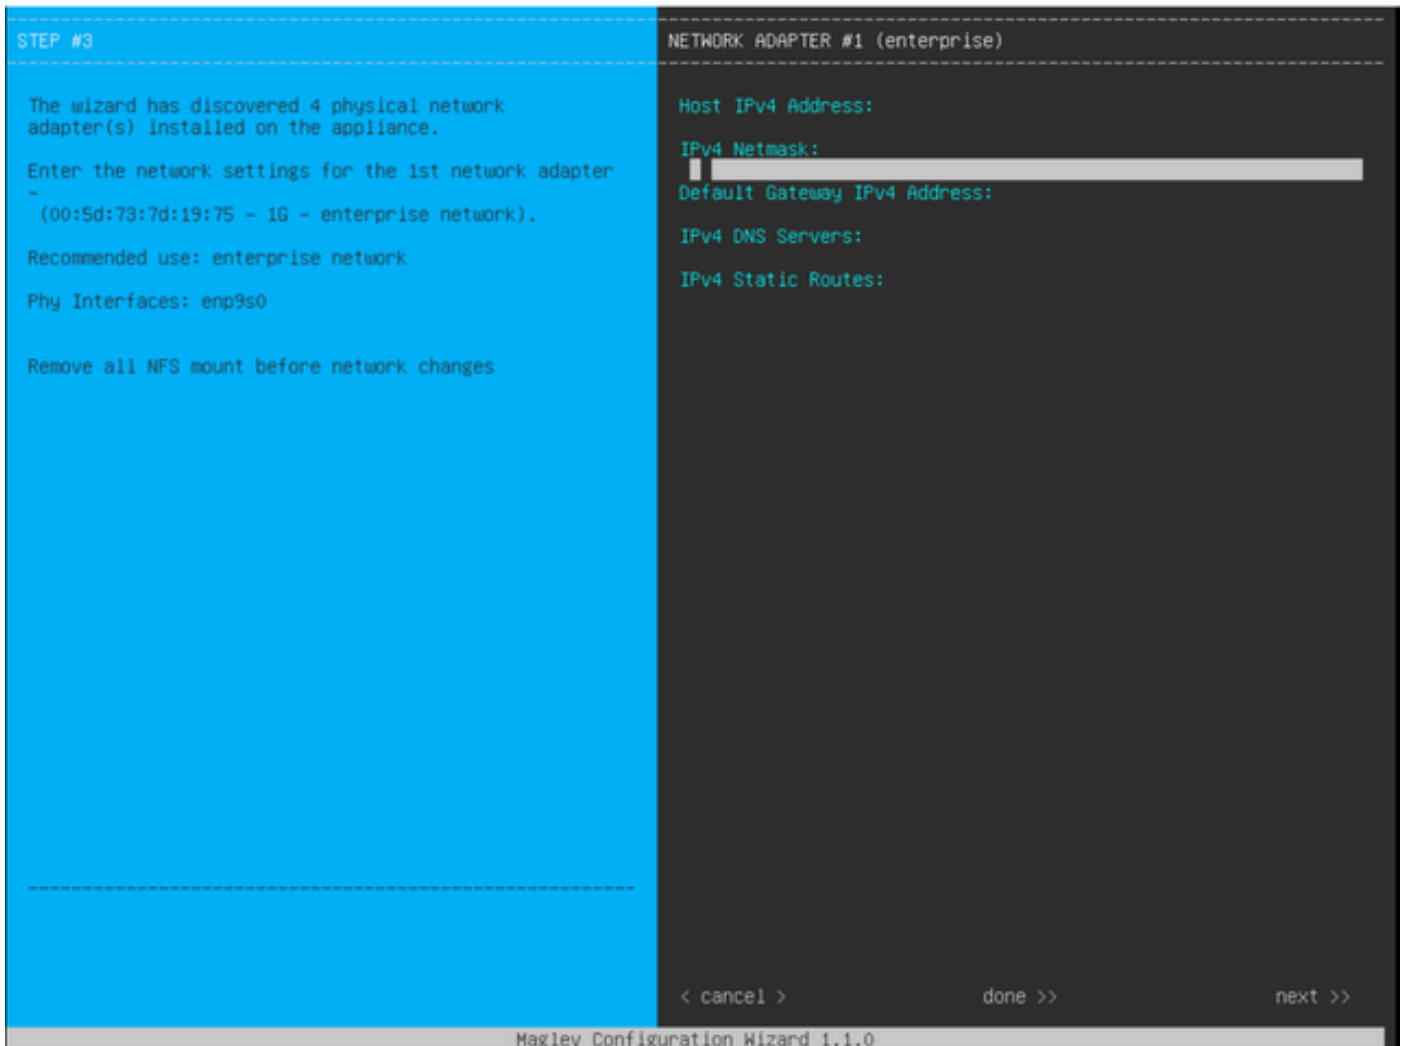 STEP #3
The wizard has discovered 4 physical network
adapter(s) installed on the appliance.
Enter the network settings for the 1st network adapter
-
(00:5d:73:7d:19:75 - 1G - enterprise network).
Recommended use: enterprise network
Phy Interfaces: enp9s0
Remove all NFS mount before network changes
NETWORK ADAPTER #1 (enterprise)
Host IPv4 Address:
IPv4 Netmask:
Default Gateway IPv4 Address:
IPv4 DNS Servers:
IPv4 Static Routes:
< cancel >
done >>
next >>
Maglev Configuration Wizard 1.1.0